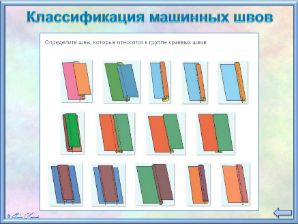 Классификация машинных швов
Определите швы, которые относятся к группе краевых швов